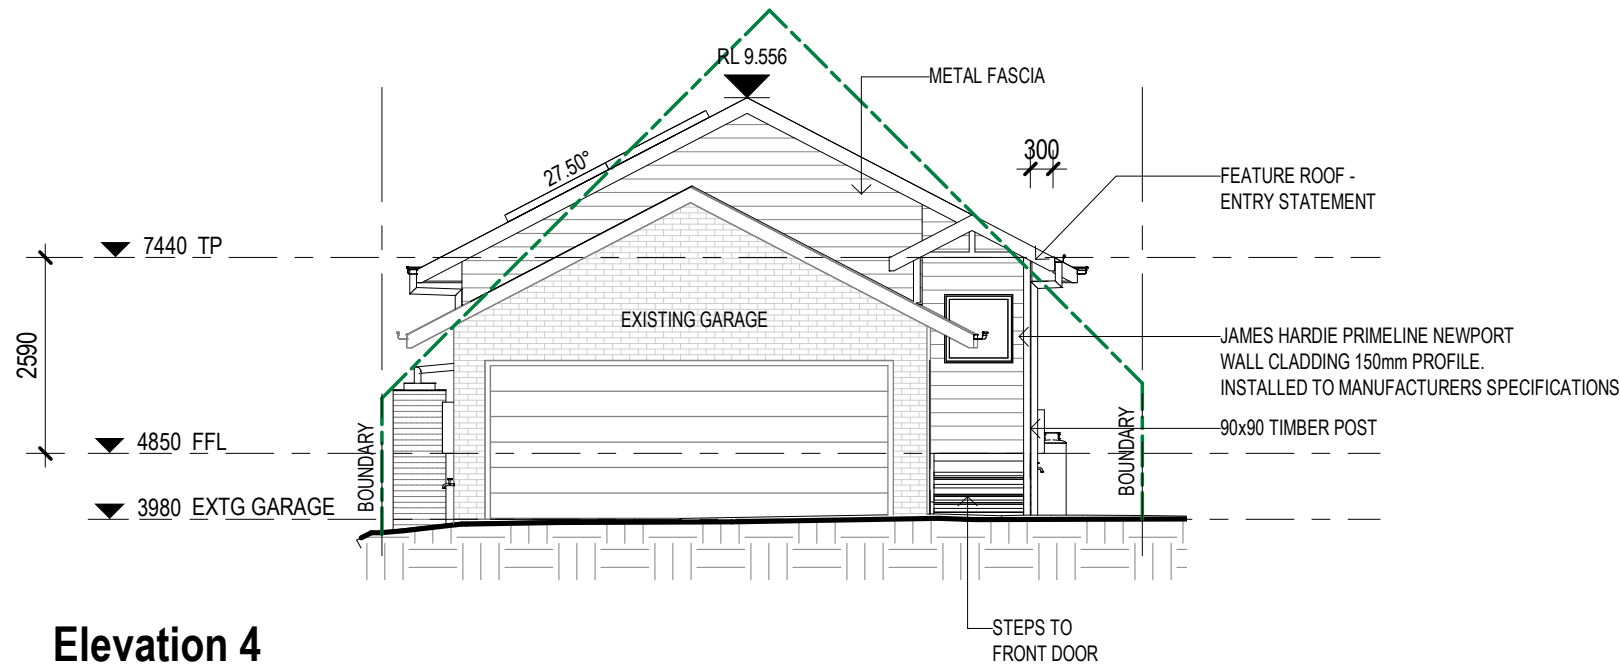 RL 9.556
METAL FASCIA
300
27.50°
FEATURE ROOF -
ENTRY STATEMENT
7440 TP
EXISTING GARAGE
JAMES HARDIE PRIMELINE NEWPORT
WALL CLADDING 150mm PROFILE.
INSTALLED TO MANUFACTURERS SPECIFICATIONS
2590
4850 FFL
BOUNDARY
BOUNDARY
90x90 TIMBER POST
3980 EXTG GARAGE
STEPS TO
FRONT DOOR
Elevation 4